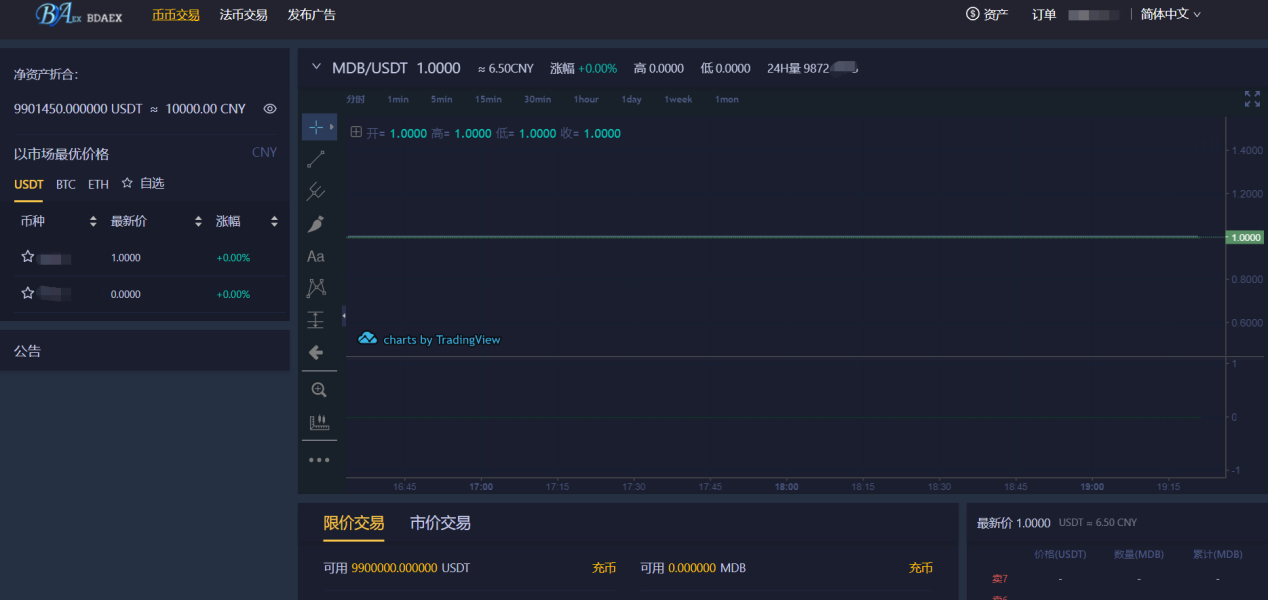 BAEX BDAEX 币币交易 法币交易 发布广告 资产 订单 简体中文
净资产折合:
9901450.000000 USDT ≈ 10000.00 CNY
以市场最优价格 CNY
USDT BTC ETH 自选
币种 最新价 涨幅
1.0000 +0.00%
0.0000 +0.00%
公告
MDB/USDT 1.0000 ≈ 6.50CNY 涨幅 +0.00% 高 0.0000 低 0.0000 24H量 9872
分时 1min 5min 15min 30min 1hour 1day 1week 1mon
开= 1.0000 高= 1.0000 低= 1.0000 收= 1.0000
Aa
charts by TradingView
1.4000
1.2000
1.0000
0.8000
0.6000
1
0
-1
16:45 17:00 17:15 17:30 17:45 18:00 18:15 18:30 18:45 19:00 19:15
限价交易 市价交易
可用 9900000.000000 USDT 充币 可用 0.000000 MDB 充币
最新价 1.0000 USDT = 6.50 CNY
价格(USDT) 数量(MDB) 累计(MDB)
卖7 - - -